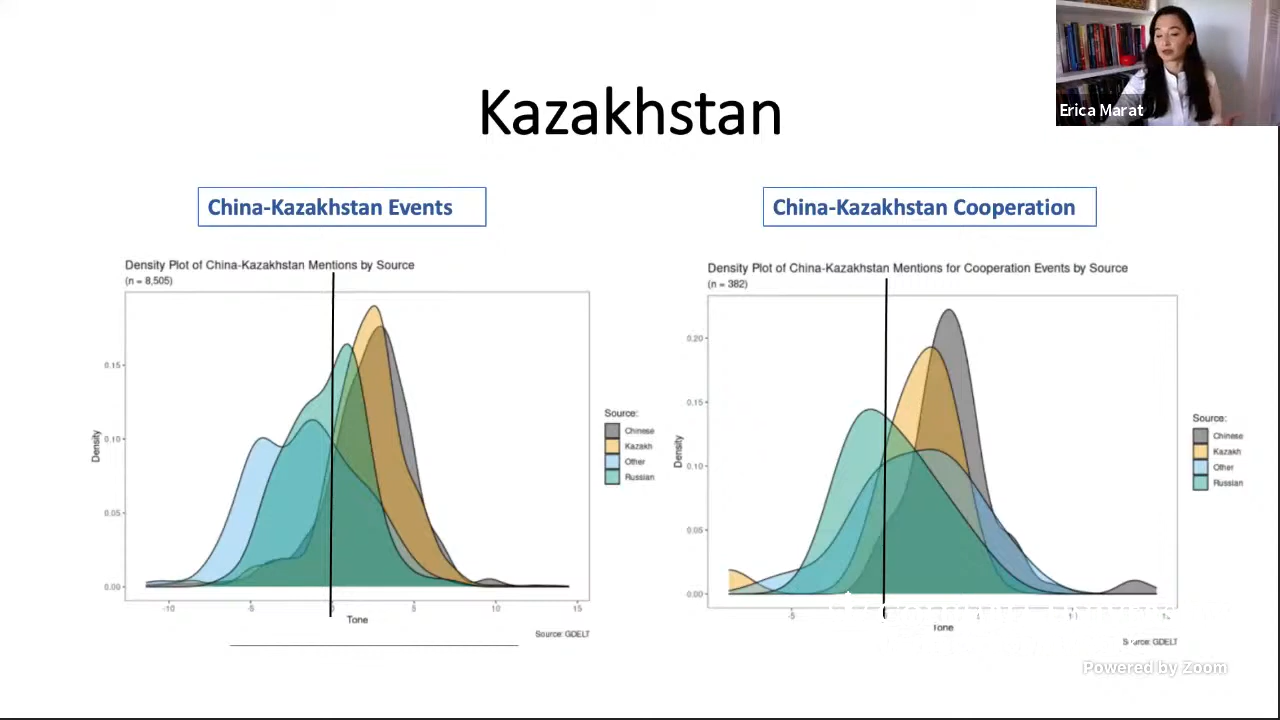 Erica Marat
Kazakhstan
China-Kazakhstan Events
China-Kazakhstan Cooperation
Density Plot of China-Kazakhstan Mentions by Source
(n = 8,505)
0.15
0.10
0.05
0.00
Density
-10
-5
0
5
10
15
Tone
Source: GDELT
Source:
Chinese
Kazakh
Other
Russian
Density Plot of China-Kazakhstan Mentions for Cooperation Events by Source
(n = 382)
0.20
0.15
0.10
0.05
0.00
Density
-5
Tone
Source: GDELT
Source:
Chinese
Kazakh
Other
Russian
Powered by Zoom